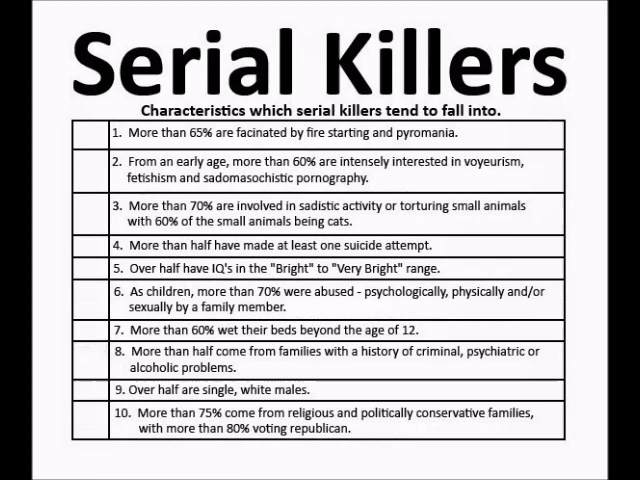 Serial Killers
Characteristics which serial killers tend to fall into.
1. More than 65% are facinated by fire starting and pyromania.
2. From an early age, more than 60% are intensely interested in voyeurism,
fetishism and sadomasochistic pornography.
3. More than 70% are involved in sadistic activity or torturing small animals
with 60% of the small animals being cats.
4. More than half have made at least one suicide attempt.
5. Over half have IQ's in the "Bright" to "Very Bright" range.
6. As children, more than 70% were abused - psychologically, physically and/or
sexually by a family member.
7. More than 60% wet their beds beyond the age of 12.
8. More than half come from families with a history of criminal, psychiatric or
alcoholic problems.
9. Over half are single, white males.
10. More than 75% come from religious and politically conservative families,
with more than 80% voting republican.